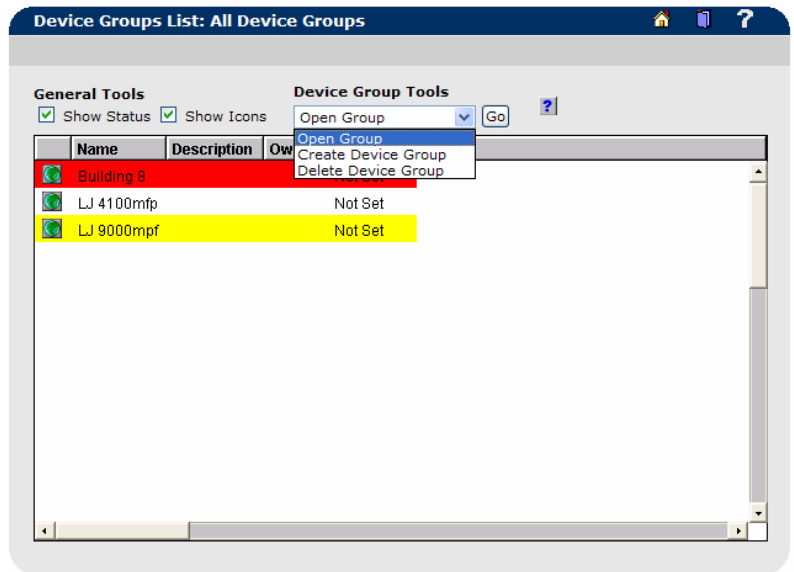 Device Groups List: All Device Groups ?
General Tools
Device Group Tools
Show Status Show Icons
Open Group Go ?
Open Group
Create Device Group
Delete Device Group
Name Description Ow
Building 8
LJ 4100mfp Not Set
LJ 9000mpf Not Set